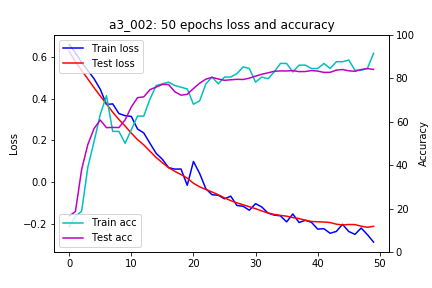 a3_002: 50 epochs loss and accuracy
Train loss
Test loss
Train acc
Test acc
Loss
0.6
0.4
0.2
0.0
−0.2
Accuracy
100
80
60
40
20
0
0
10
20
30
40
50